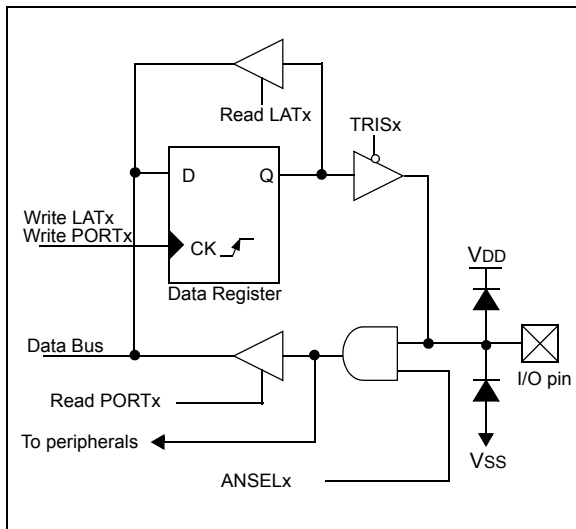 Read LATx
TRISx
D
Q
Write LATx
Write PORTx
CK
Data Register
VDD
Data Bus
I/O pin
Read PORTx
To peripherals
VSS
ANSELx